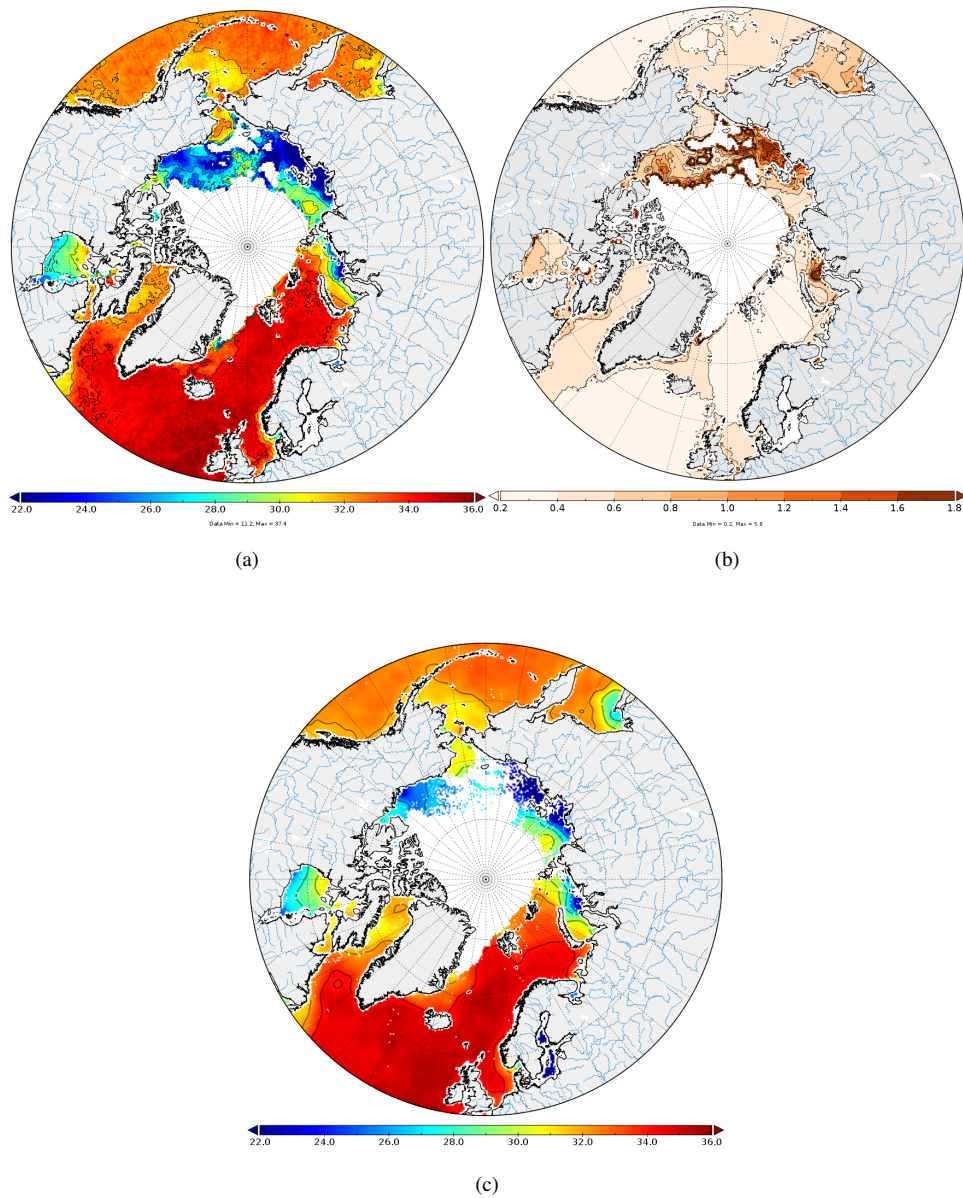 22.0 24.0 26.0 28.0 30.0 32.0 34.0 36.0
Data Min = 11.2, Max = 37.4
(a)
0.2 0.4 0.6 0.8 1.0 1.2 1.4 1.6 1.8
Data Min = 0.2, Max = 5.8
(b)
22.0 24.0 26.0 28.0 30.0 32.0 34.0 36.0
(c)